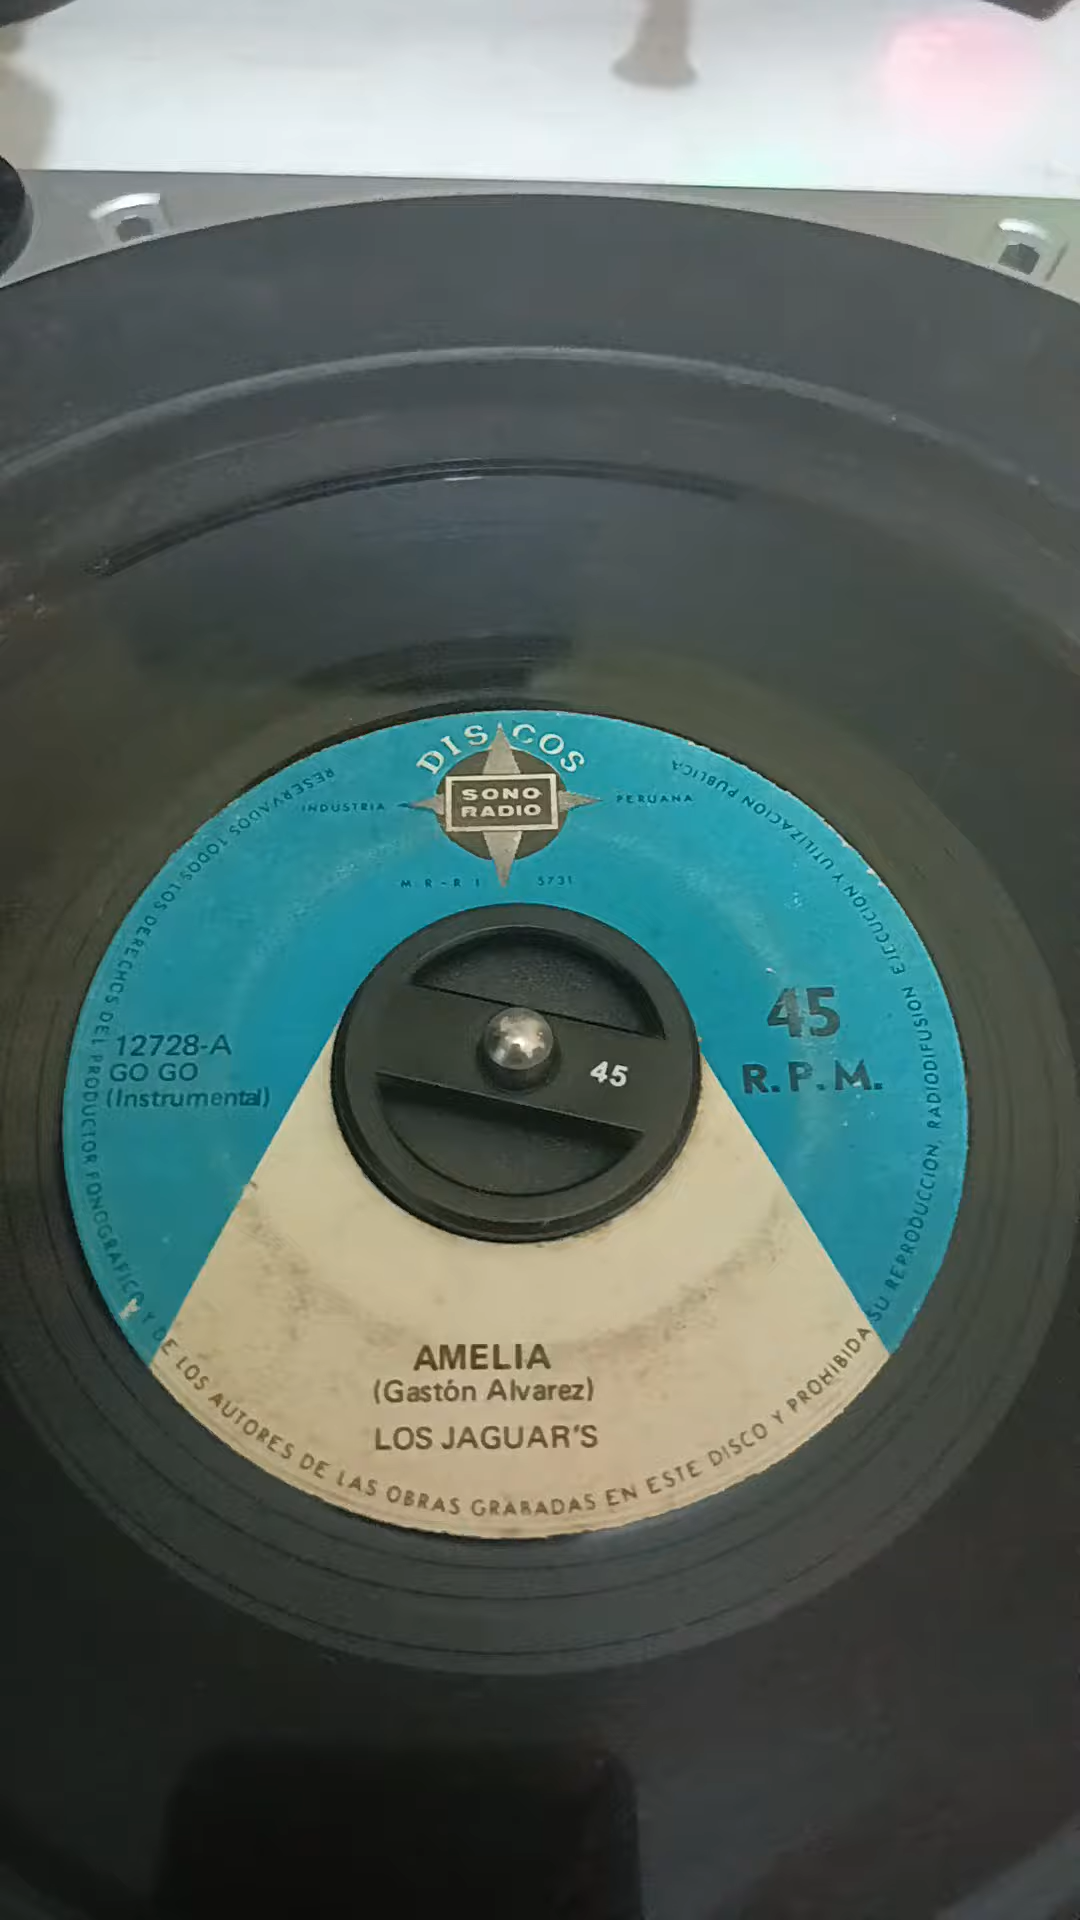 DISCOS
SONO
RADIO
INDUSTRIA PERUANA
M. R-R I 5731
45
12728-A
GO GO
(Instrumental)
45
R.P.M.
AMELIA
(Gastón Alvarez)
LOS JAGUAR'S
RESERVADOS TODOS LOS DERECHOS DEL PRODUCTOR FONOGRAFICO Y DE LOS AUTORES DE LAS OBRAS GRABADAS EN ESTE DISCO Y PROHIBIDA SU REPRODUCCION, RADIODIFUSION EJECUCION Y UTILIZACION PUBLICA